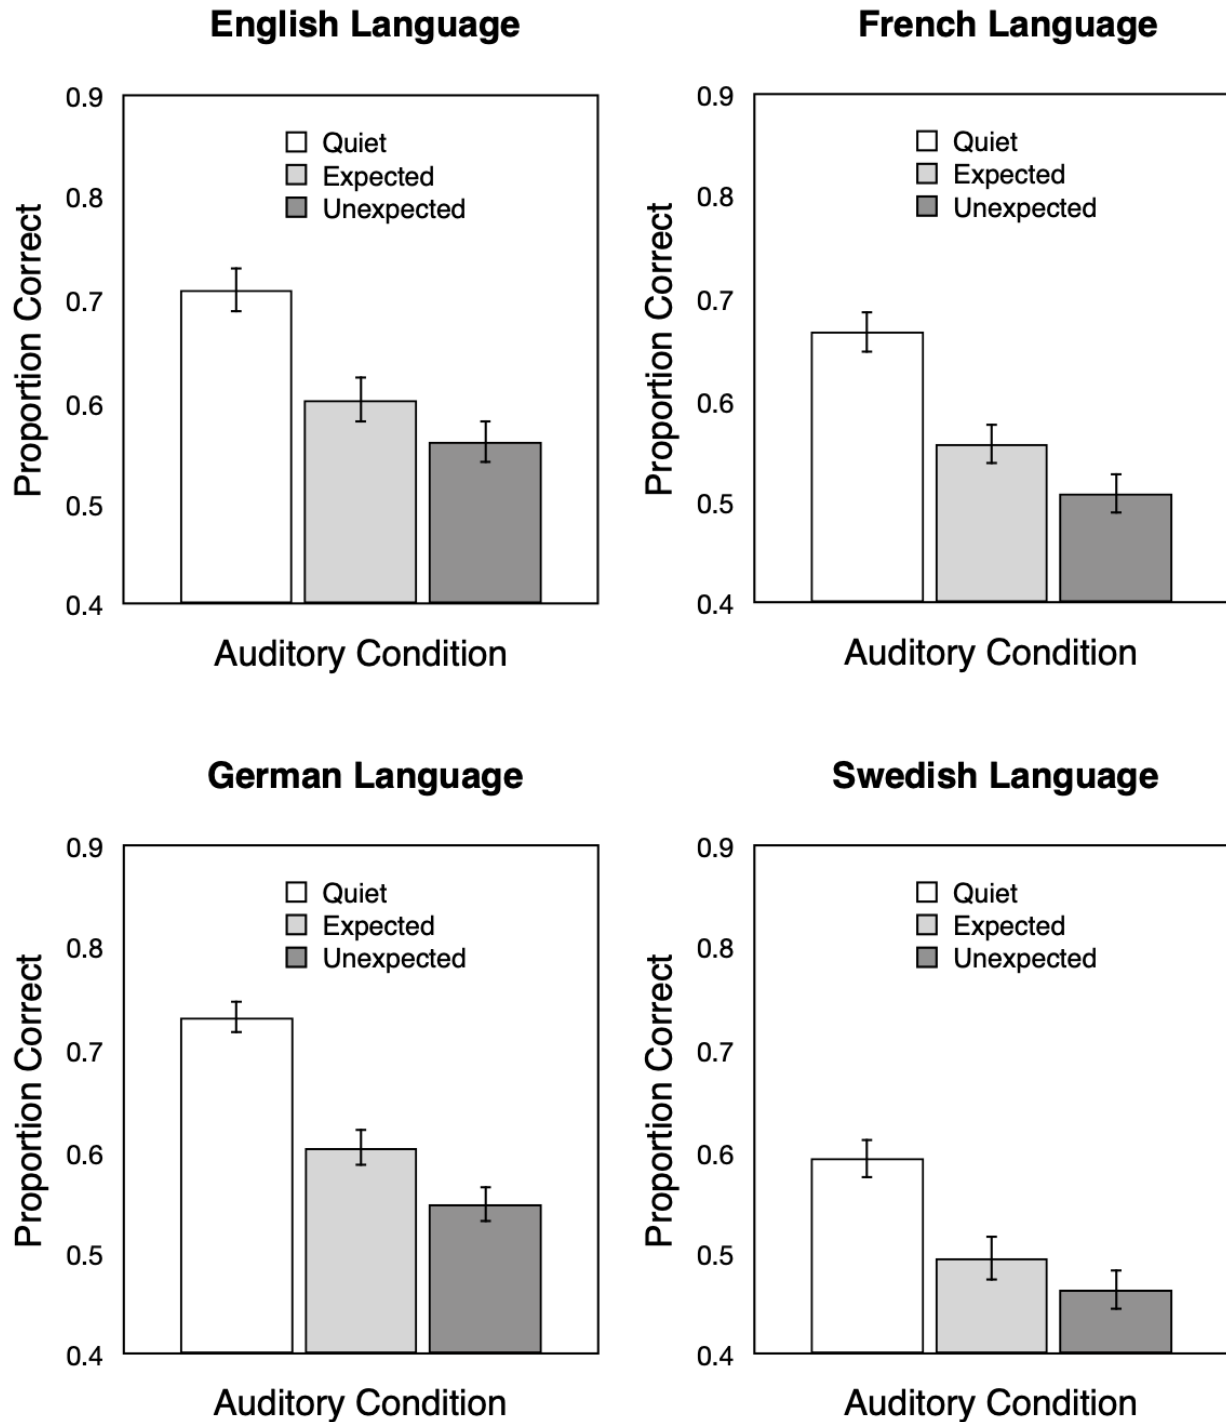 English Language
0.9
0.8
0.7
0.6
0.5
0.4
Proportion Correct
Quiet
Expected
Unexpected
Auditory Condition
French Language
0.9
0.8
0.7
0.6
0.5
0.4
Proportion Correct
Quiet
Expected
Unexpected
Auditory Condition
German Language
0.9
0.8
0.7
0.6
0.5
0.4
Proportion Correct
Quiet
Expected
Unexpected
Auditory Condition
Swedish Language
0.9
0.8
0.7
0.6
0.5
0.4
Proportion Correct
Quiet
Expected
Unexpected
Auditory Condition